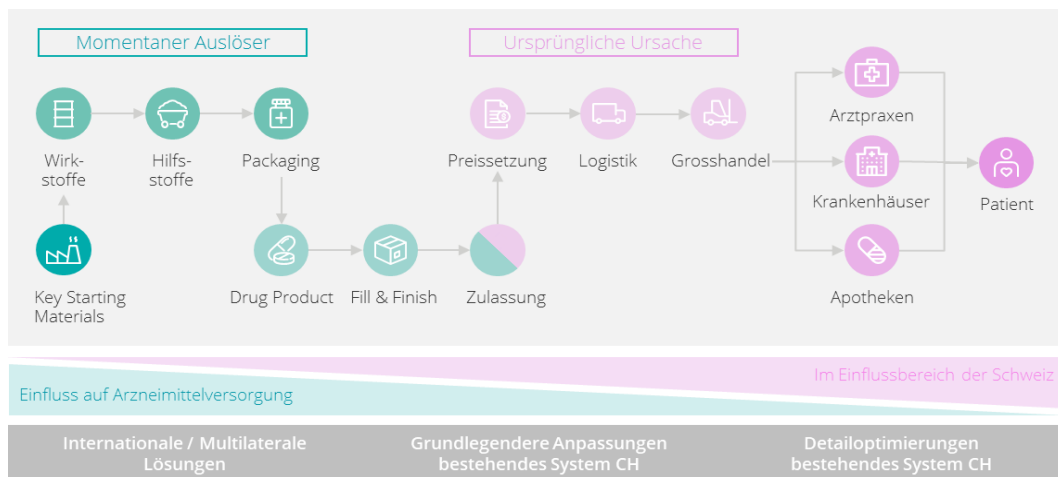 Momentaner Auslöser
Ursprüngliche Ursache
Wirk-
stoffe
Hilfs-
stoffe
Packaging
Preissetzung
Logistik
Grosshandel
Arztpraxen
Krankenhäuser
Patient
Key Starting
Materials
Drug Product
Fill & Finish
Zulassung
Apotheken
Im Einflussbereich der Schweiz
Einfluss auf Arzneimittelversorgung
Internationale / Multilaterale
Lösungen
Grundlegendere Anpassungen
bestehendes System CH
Detailoptimierungen
bestehendes System CH